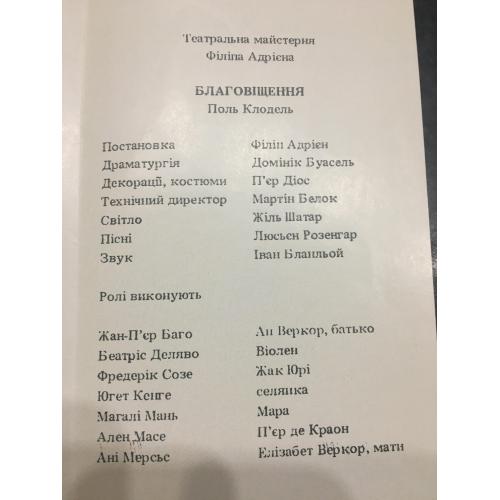 Театральна майстерня
Філіпа Адрієна
БЛАГОВІЩЕННЯ
Поль Клодель
Постановка Філіп Адрієн
Драматургія Домінік Буасель
Декорації, костюми П'єр Діос
Технічний директор Мартін Белок
Світло Жіль Шатар
Пісні Люсьєн Розенгар
Звук Іван Бланльой
Ролі виконують
Жан-П'єр Баго Ан Веркор, батько
Беатріс Деляво Віолен
Фредерік Созе Жак Юрі
Югет Кенге селянка
Магалі Мань Мара
Ален Масе П'єр де Краон
Ані Мерсьє Елізабет Веркор, мати